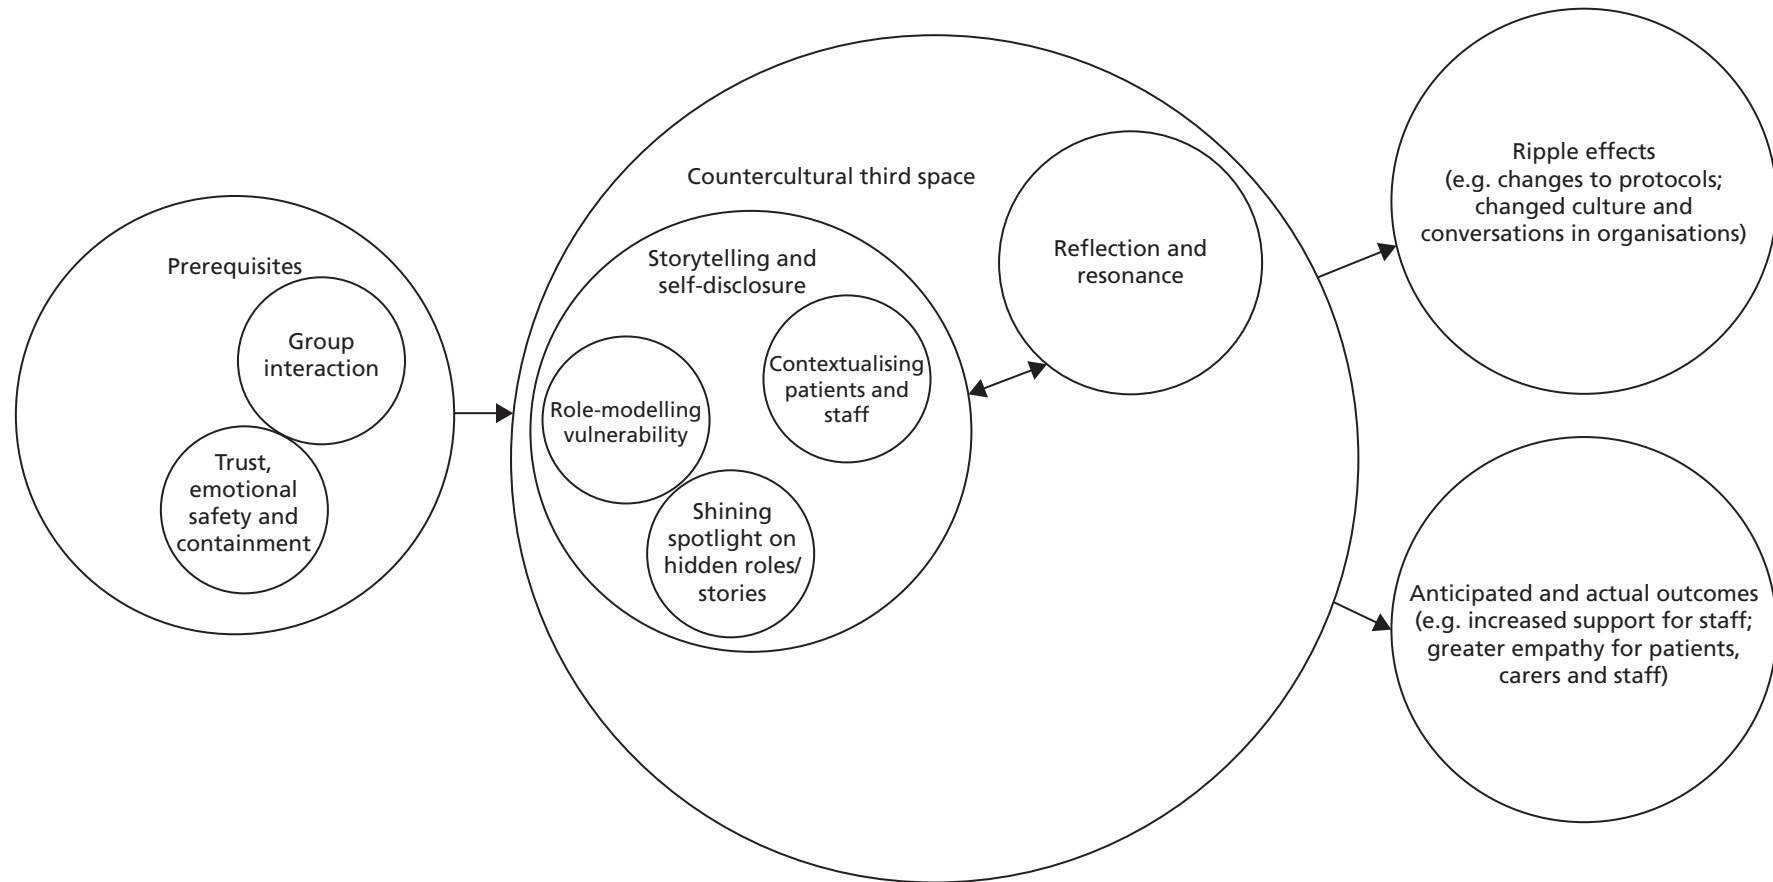 Prerequisites
Group
interaction
Trust,
emotional
safety and
containment
Countercultural third space
Storytelling and
self-disclosure
Role-modelling
vulnerability
Contextualising
patients and
staff
Shining
spotlight on
hidden roles/
stories
Reflection and
resonance
Ripple effects
(e.g. changes to protocols;
changed culture and
conversations in organisations)
Anticipated and actual outcomes
(e.g. increased support for staff;
greater empathy for patients,
carers and staff)